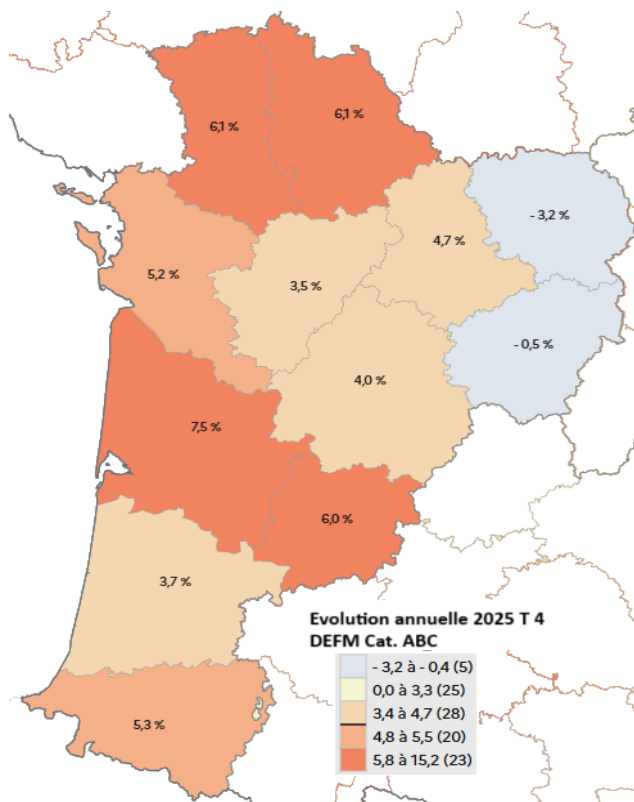 6,1 %
6,1 %
- 3,2 %
4,7 %
5,2 %
3,5 %
- 0,5 %
4,0 %
7,5 %
6,0 %
3,7 %
5,3 %
Evolution annuelle 2025 T 4
DEFM Cat. ABC
- 3,2 à - 0,4 (5)
0,0 à 3,3 (25)
3,4 à 4,7 (28)
4,8 à 5,5 (20)
5,8 à 15,2 (23)